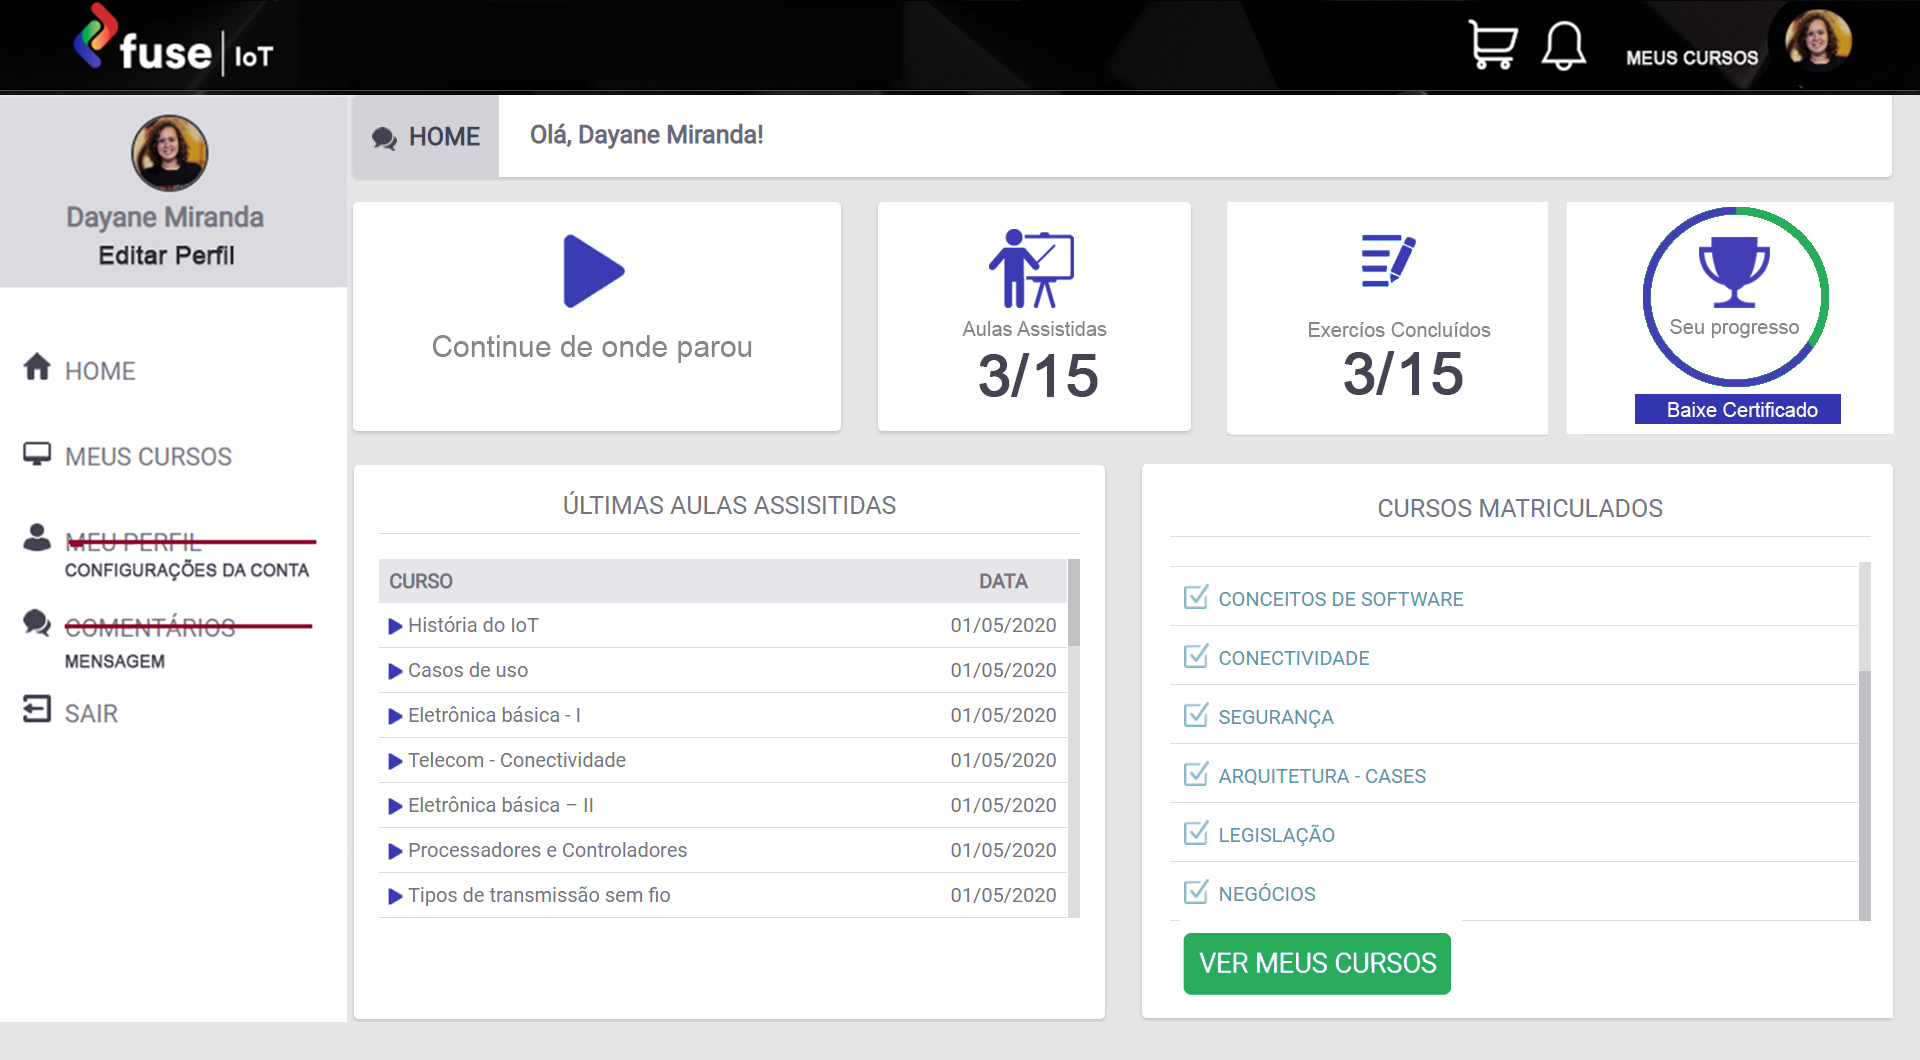 fuse | IoT
MEUS CURSOS
Dayane Miranda
Editar Perfil
HOME
MEUS CURSOS
MEU PERFIL
CONFIGURAÇÕES DA CONTA
COMENTÁRIOS
MENSAGEM
SAIR
HOME
Olá, Dayane Miranda!
Continue de onde parou
Aulas Assistidas
3/15
Exercíos Concluídos
3/15
Seu progresso
Baixe Certificado
ÚLTIMAS AULAS ASSISITIDAS
CURSO DATA
História do IoT 01/05/2020
Casos de uso 01/05/2020
Eletrônica básica - I 01/05/2020
Telecom - Conectividade 01/05/2020
Eletrônica básica – II 01/05/2020
Processadores e Controladores 01/05/2020
Tipos de transmissão sem fio 01/05/2020
CURSOS MATRICULADOS
CONCEITOS DE SOFTWARE
CONECTIVIDADE
SEGURANÇA
ARQUITETURA - CASES
LEGISLAÇÃO
NEGÓCIOS
VER MEUS CURSOS